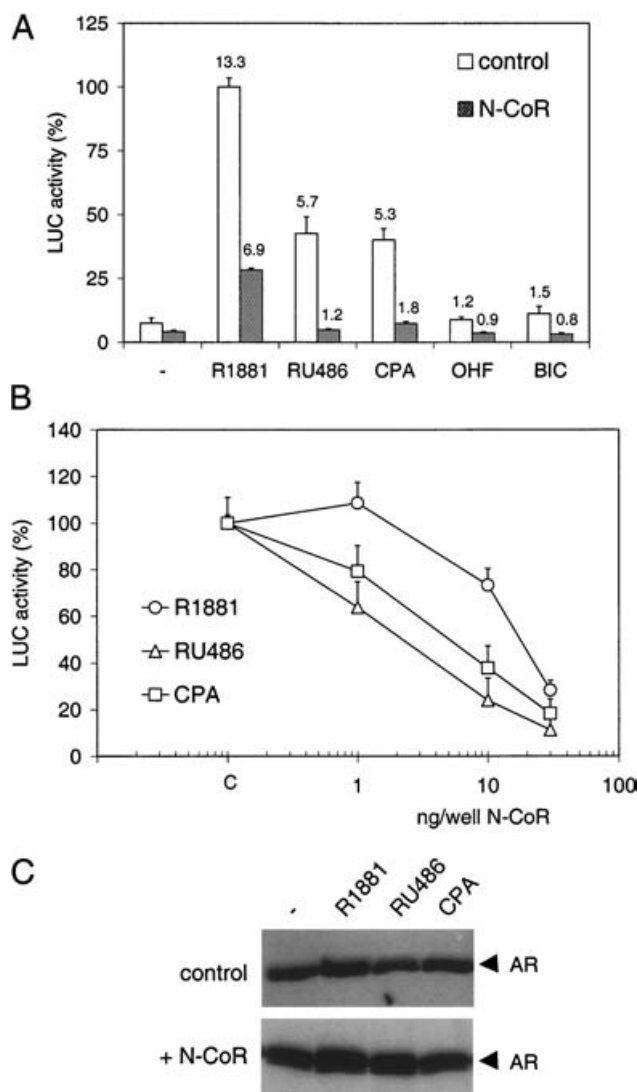 A
LUC activity (%)
125
100
75
50
25
0
13.3
6.9
5.7
1.2
5.3
1.8
1.2
0.9
1.5
0.8
control
N-CoR
-
R1881
RU486
CPA
OHF
BIC
B
LUC activity (%)
140
120
100
80
60
40
20
0
R1881
RU486
CPA
C
1
10
100
ng/well N-CoR
C
-
R1881
RU486
CPA
control
AR
+ N-CoR
AR